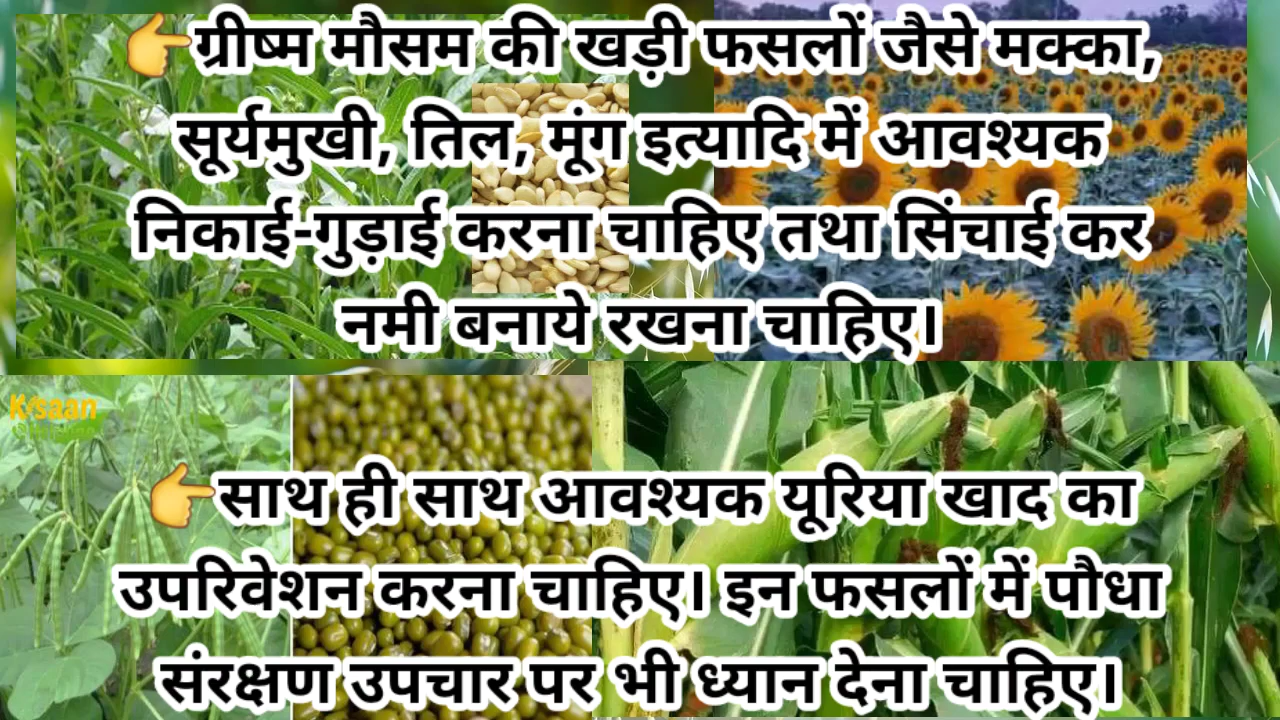 👉ग्रीष्म मौसम की खड़ी फसलों जैसे मक्का,
सूर्यमुखी, तिल, मूंग इत्यादि में आवश्यक
निकाई-गुड़ाई करना चाहिए तथा सिंचाई कर
नमी बनाये रखना चाहिए।
Kisaan
👉साथ ही साथ आवश्यक यूरिया खाद का
उपरिवेशन करना चाहिए। इन फसलों में पौधा
संरक्षण उपचार पर भी ध्यान देना चाहिए।